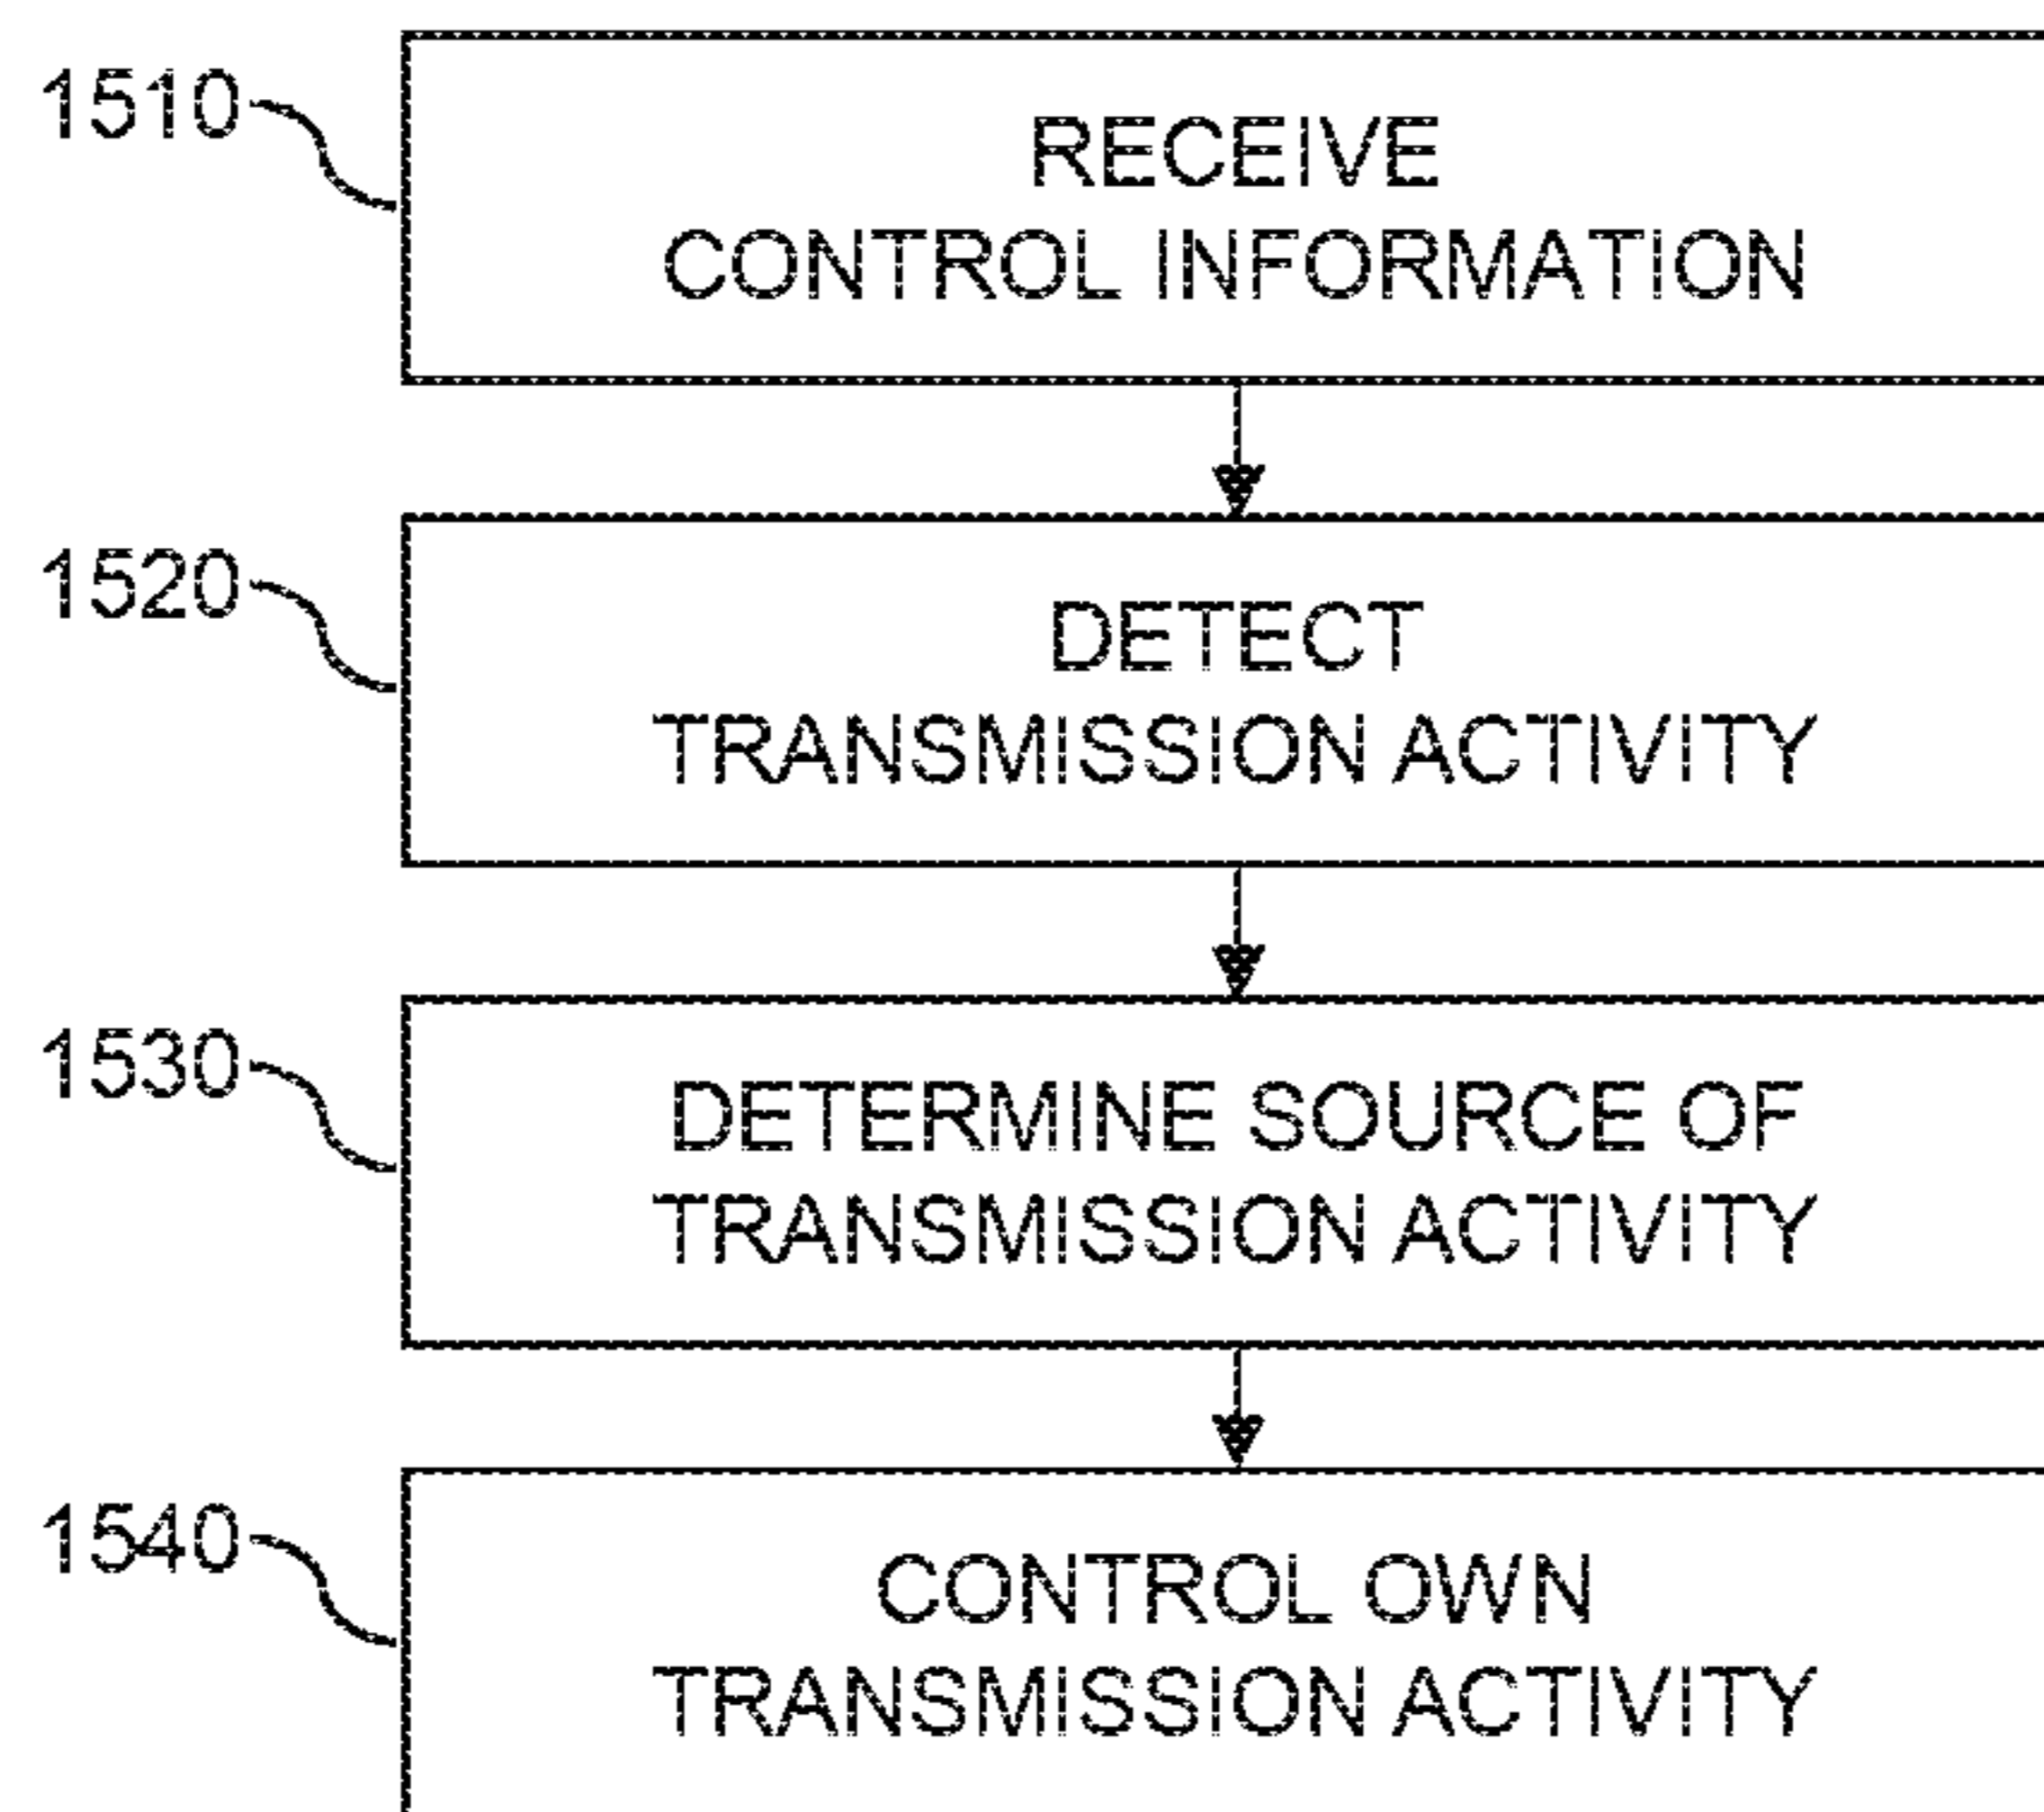 1510
RECEIVE
CONTROL INFORMATION
1520
DETECT
TRANSMISSION ACTIVITY
1530
DETERMINE SOURCE OF
TRANSMISSION ACTIVITY
1540
CONTROL OWN
TRANSMISSION ACTIVITY